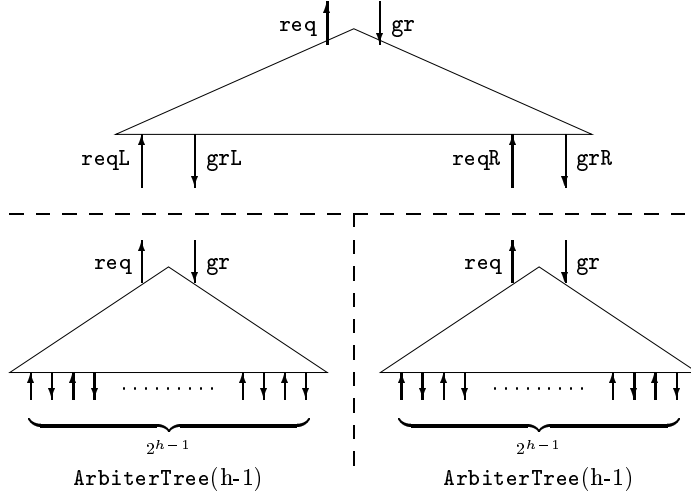 req gr
reqL grL reqR grR
req gr req gr
2^{h-1} 2^{h-1}
ArbiterTree(h-1) ArbiterTree(h-1)